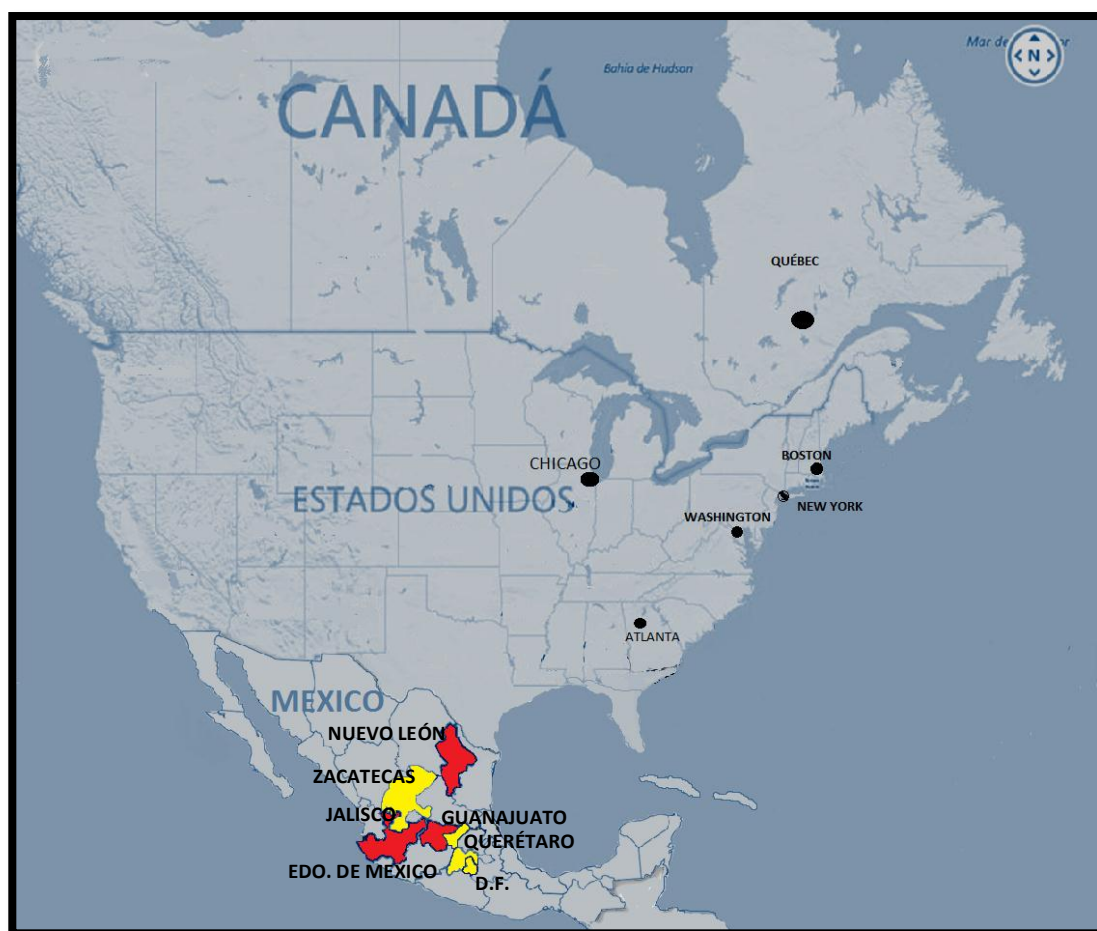 Mar de
Bahía de Hudson
N
CANADÁ
QUÉBEC
BOSTON
CHICAGO
ESTADOS UNIDOS
NEW YORK
WASHINGTON
ATLANTA
MEXICO
NUEVO LEÓN
ZACATECAS
JALISCO
GUANAJUATO
QUERÉTARO
EDO. DE MEXICO
D.F.